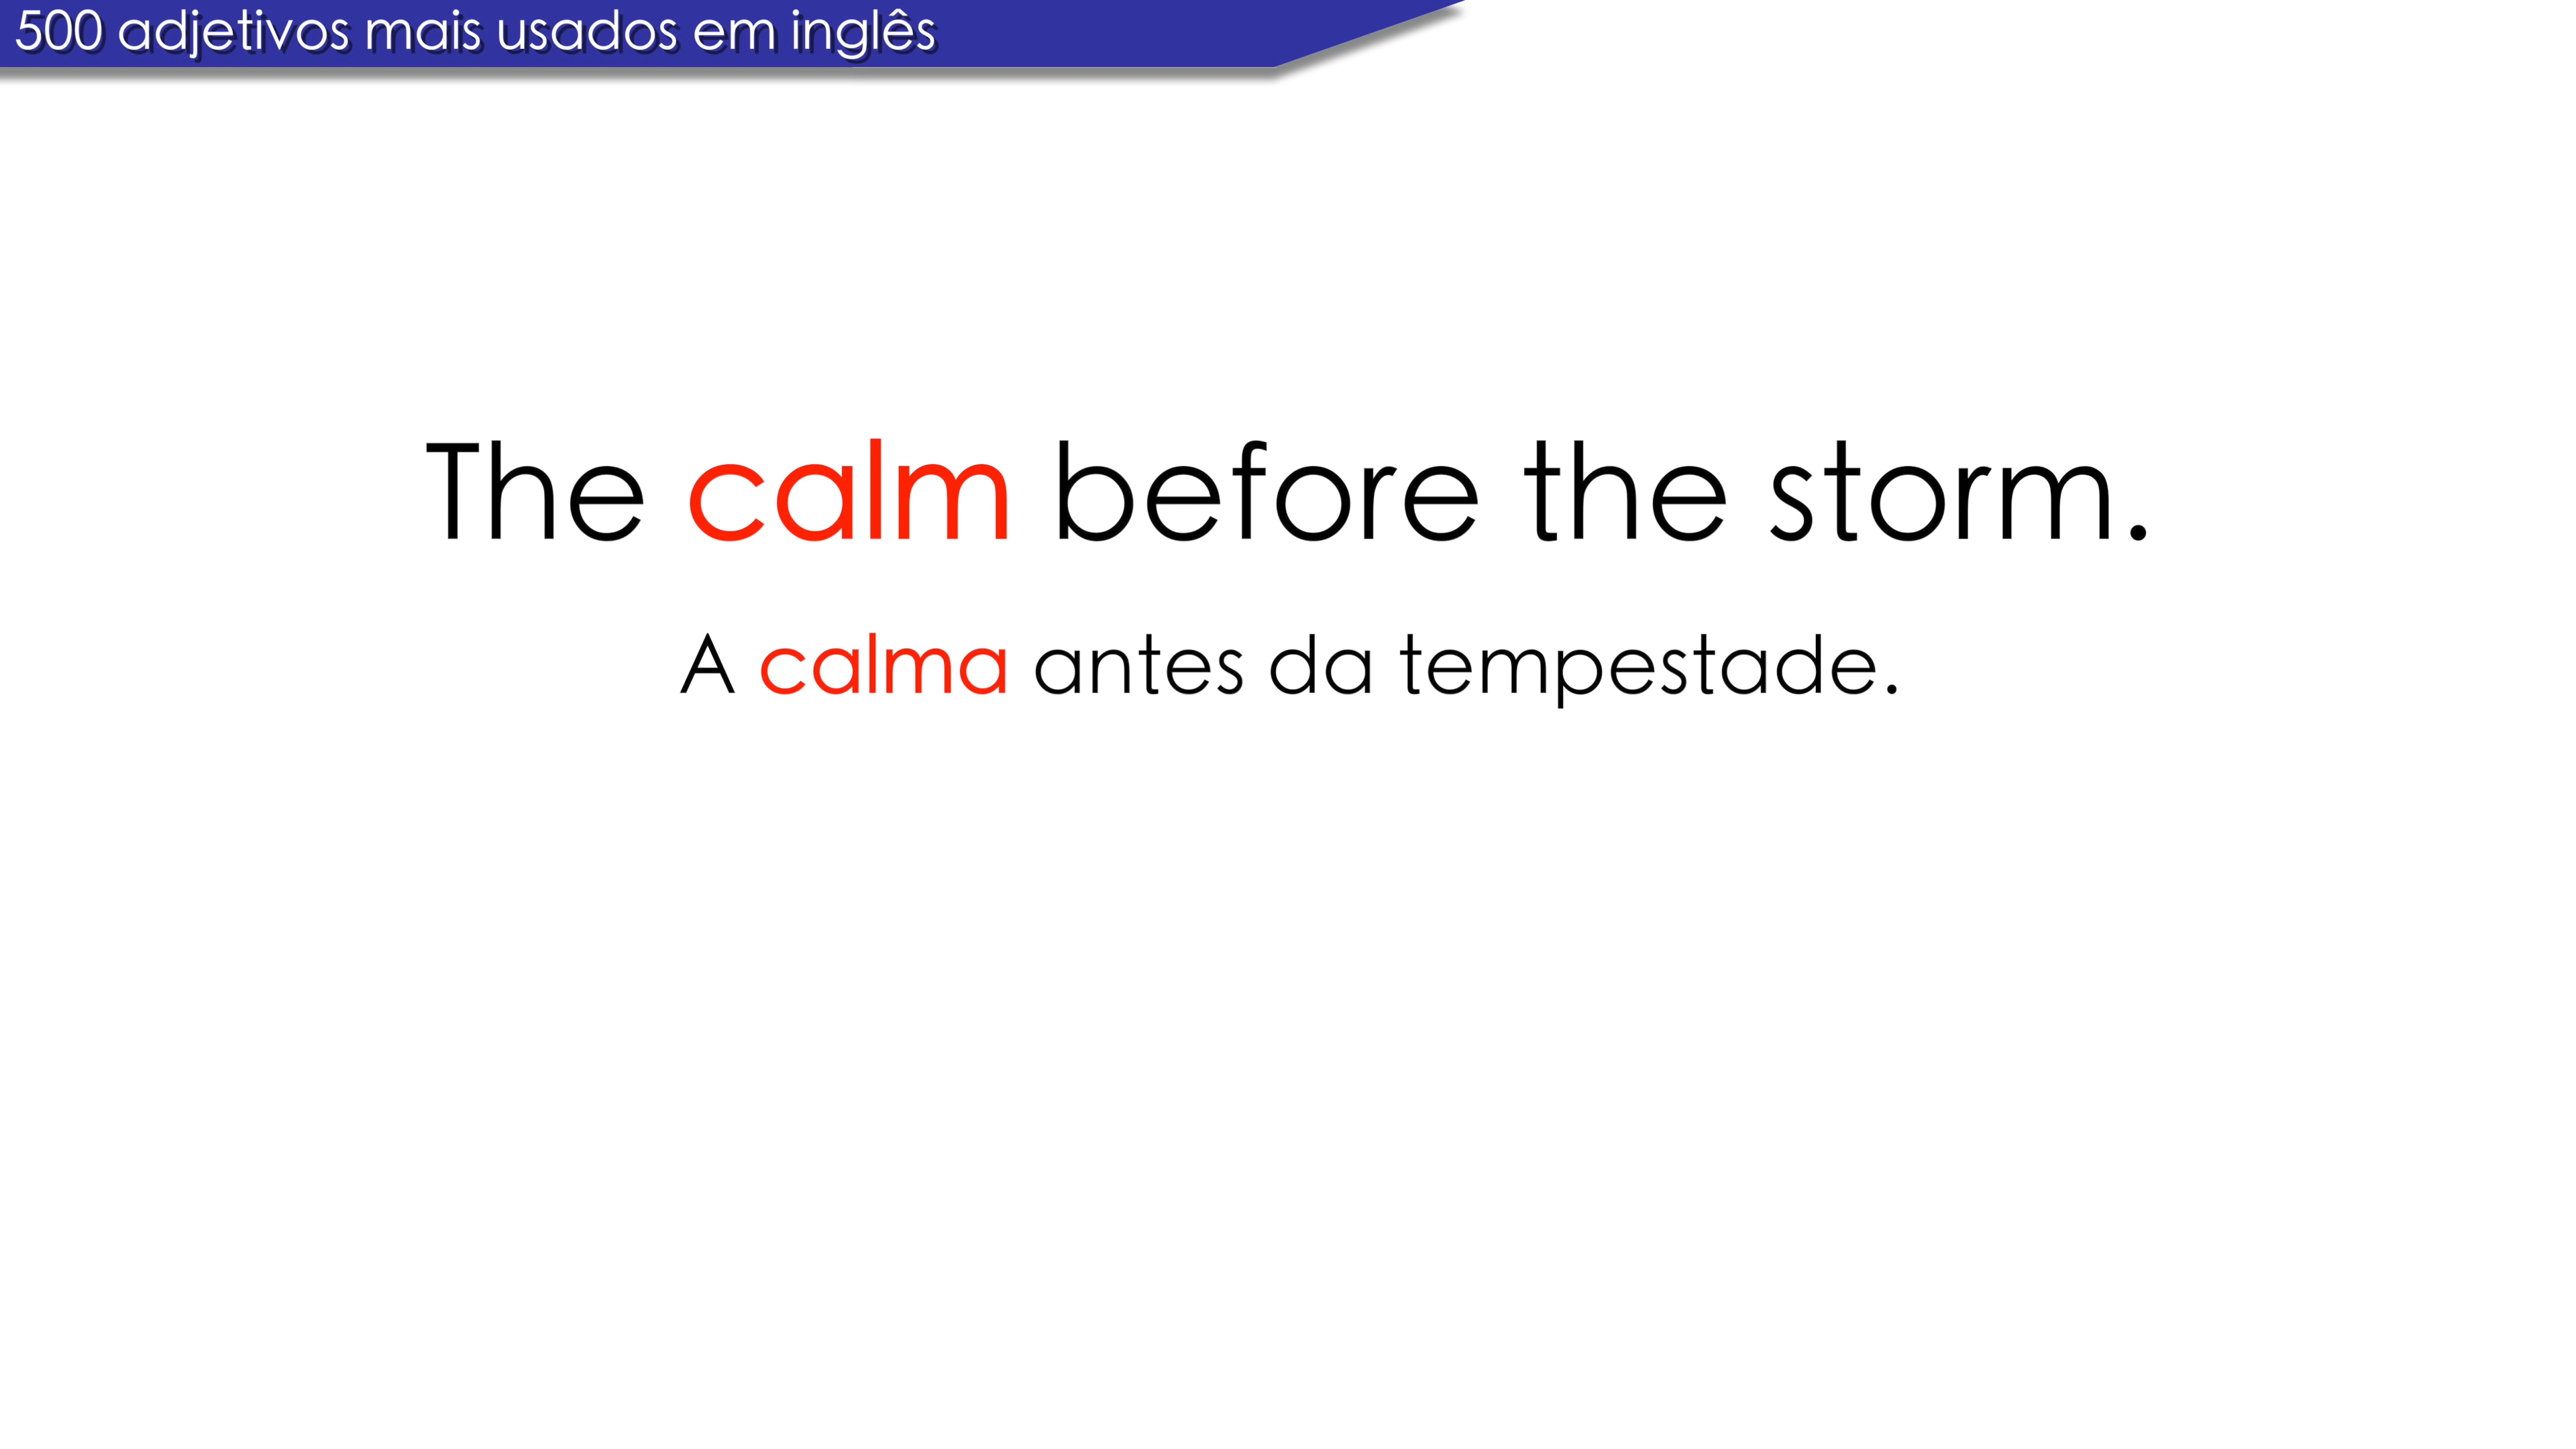 500 adjetivos mais usados em inglês
The calm before the storm.
A calma antes da tempestade.